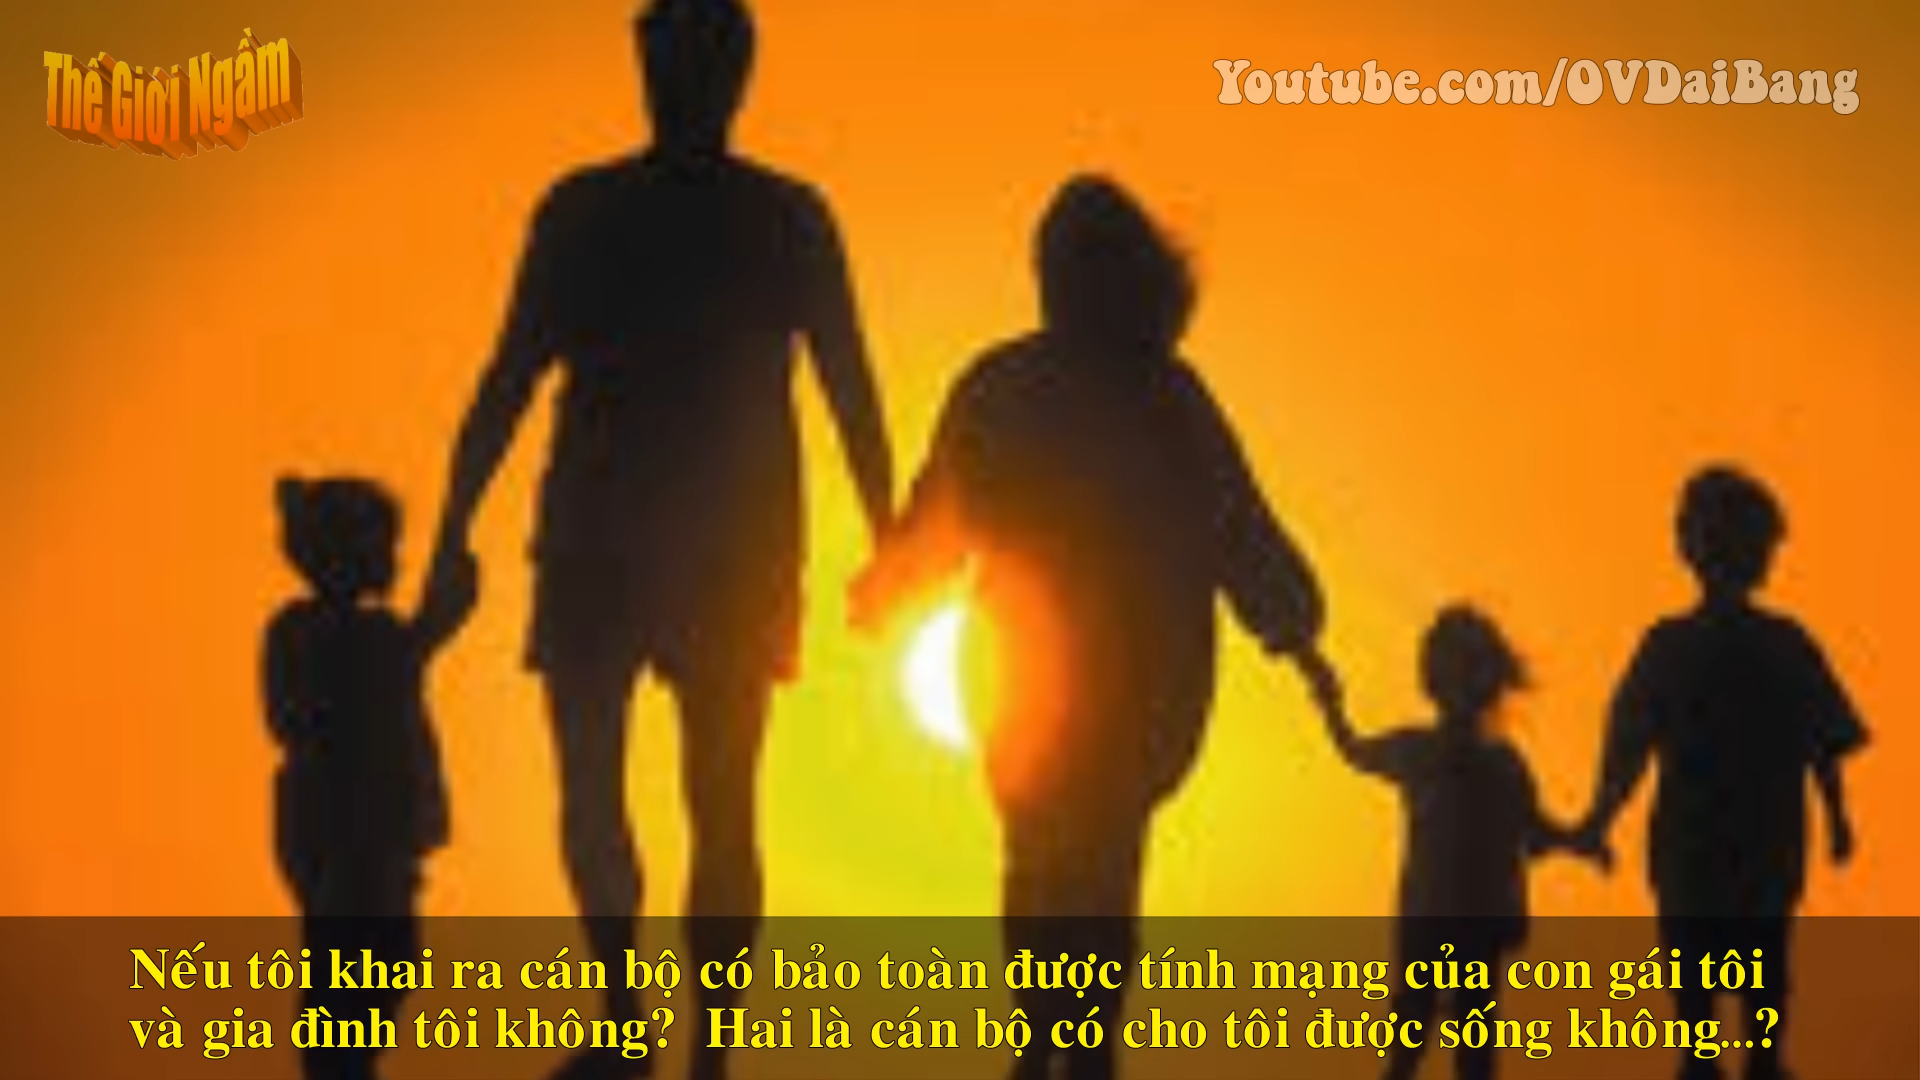 Thế Giới Ngầm
Youtube.com/OVDaiBang
Nếu tôi khai ra cán bộ có bảo toàn được tính mạng của con gái tôi
và gia đình tôi không? Hai là cán bộ có cho tôi được sống không...?